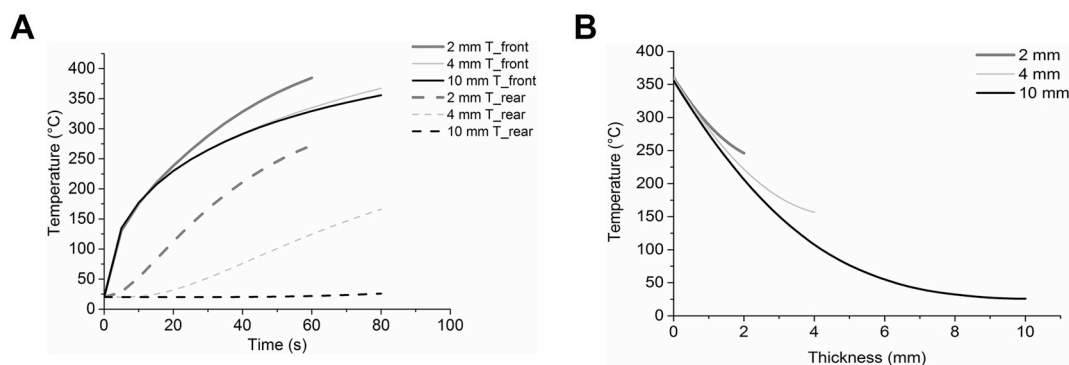 A
Temperature (°C)
400
350
300
250
200
150
100
50
0
0 20 40 60 80 100
Time (s)
2 mm T_front
4 mm T_front
10 mm T_front
2 mm T_rear
4 mm T_rear
10 mm T_rear
B
Temperature (°C)
400
350
300
250
200
150
100
50
0
0 2 4 6 8 10
Thickness (mm)
2 mm
4 mm
10 mm